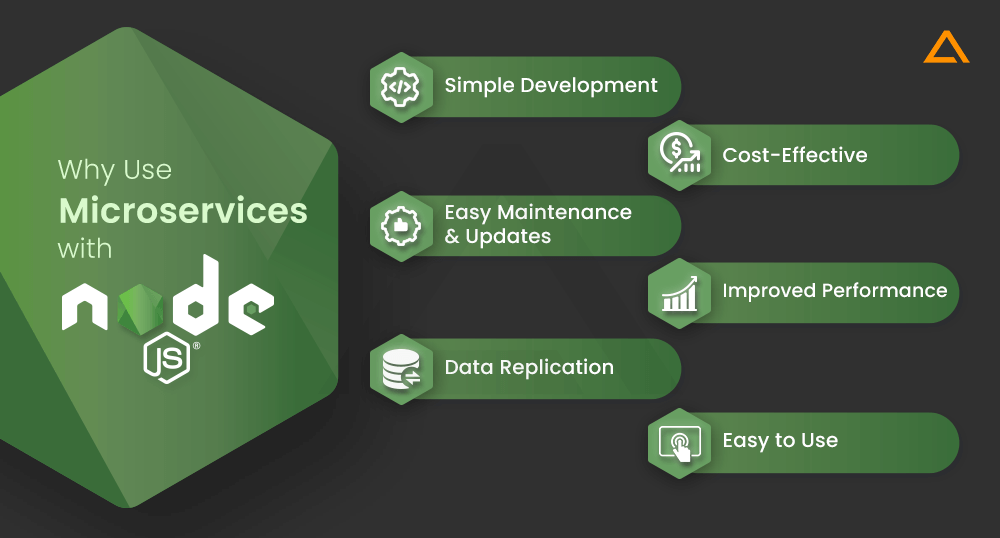 Why Use
Microservices
with
node
JS®
Simple Development
Cost-Effective
Easy Maintenance
& Updates
Improved Performance
Data Replication
Easy to Use